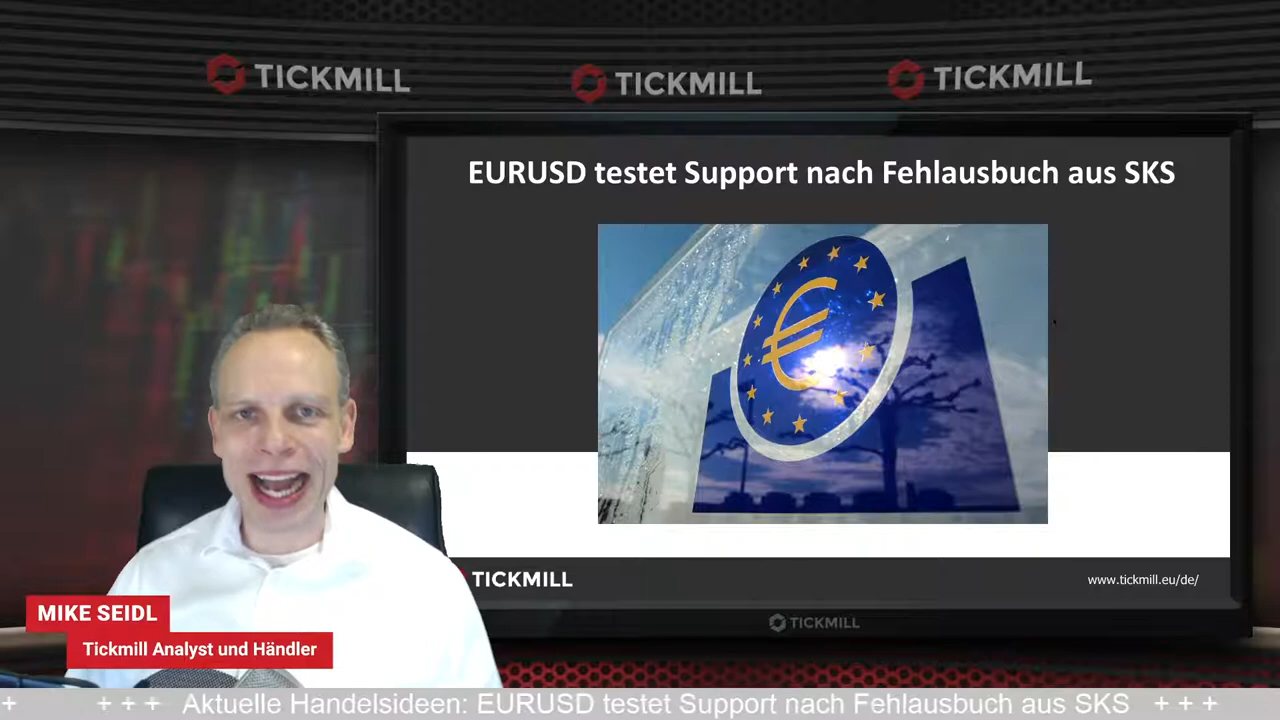 TICKMILL
TICKMILL
TICKMILL
EURUSD testet Support nach Fehlausbuch aus SKS
€
TICKMILL
www.tickmill.eu/de/
TICKMILL
MIKE SEIDL
Tickmill Analyst und Händler
+ + + + Aktuelle Handelsideen: EURUSD testet Support nach Fehlausbuch aus SKS + + +